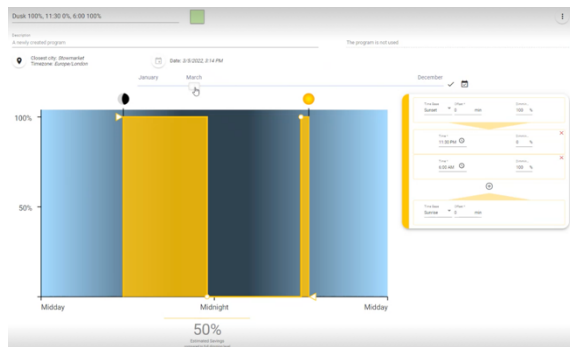 Dusk 100%, 11:30 0%, 6:00 100%
Description
A newly created program
The program is not used
Closest city: Stowmarket
Timezone: Europe/London
Date: 3/5/2022, 3:14 PM
January
March
December
100%
50%
Midday
Midnight
Midday
50%
Estimated Savings
Time base
Offset *
Sunset
0
min
100 %
Time *
11:30 PM
0 %
Time *
6:00 AM
100 %
Time base
Offset *
Sunrise
0
min